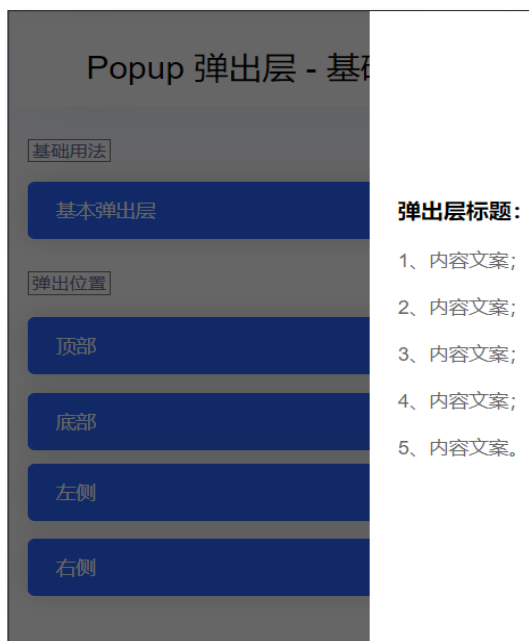 Popup 弹出层 - 基
基础用法
基本弹出层
弹出位置
顶部
底部
左侧
右侧
弹出层标题：
1、内容文案；
2、内容文案；
3、内容文案；
4、内容文案；
5、内容文案。